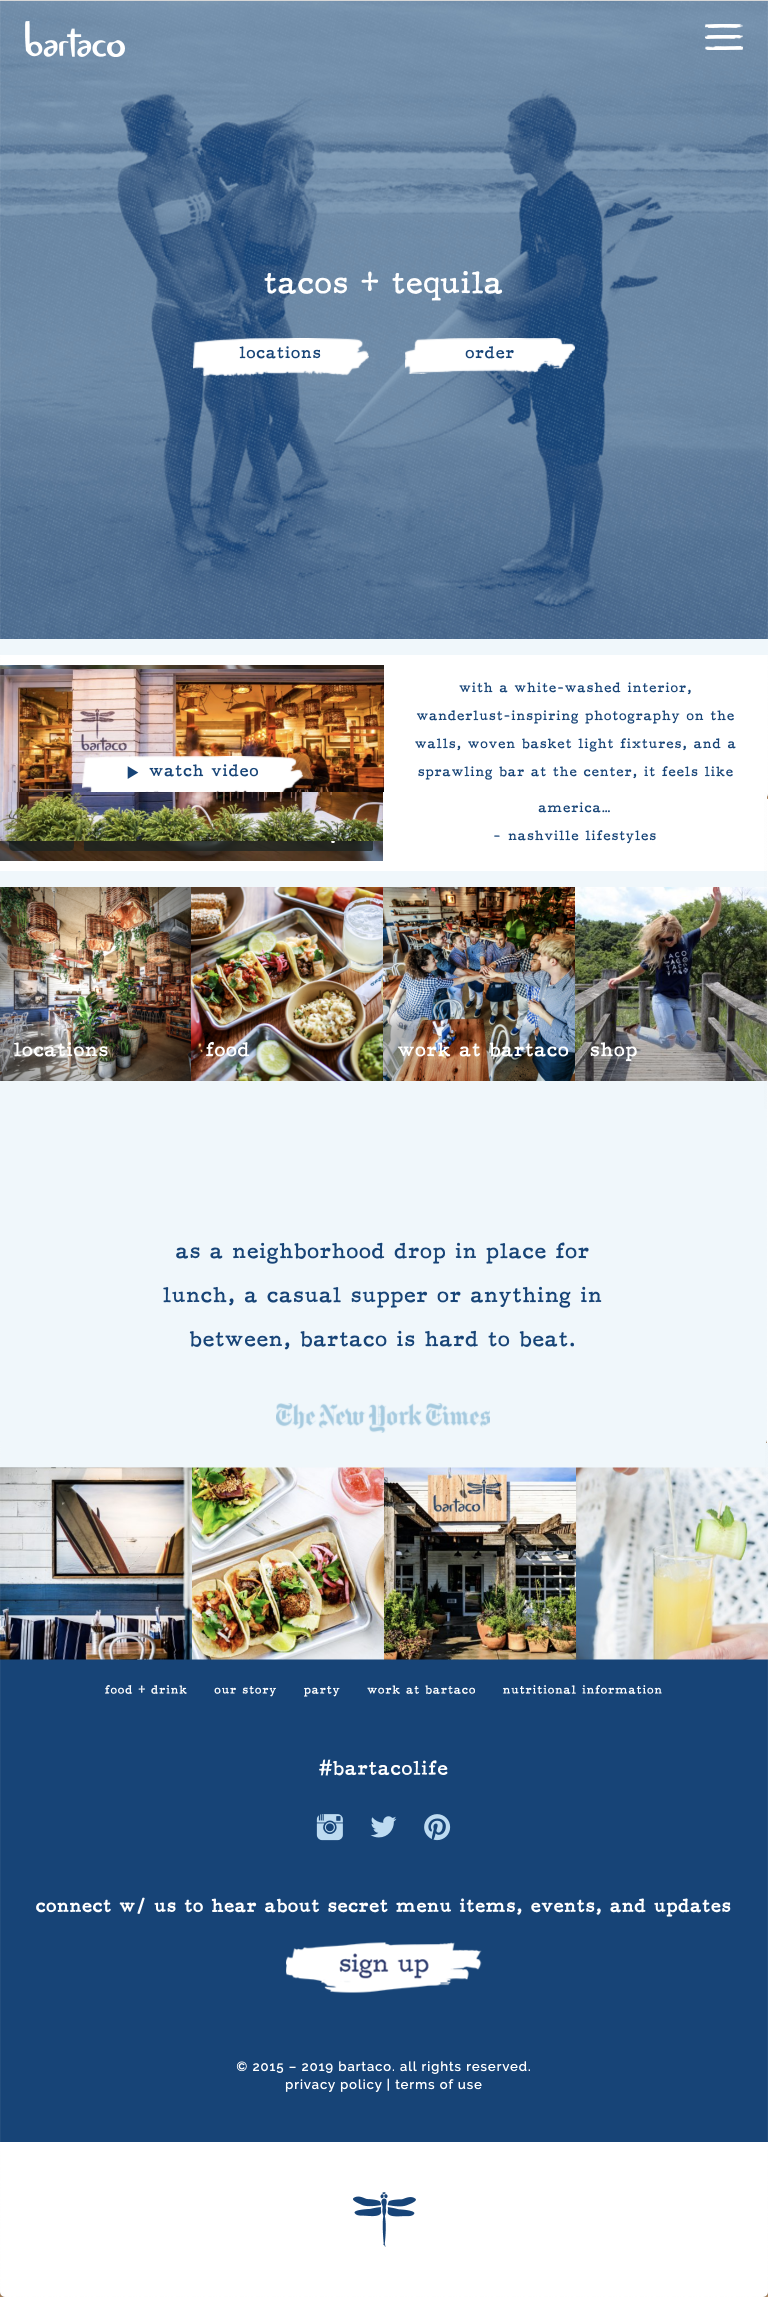 bartaco
tacos + tequila
locations
order
bartaco
watch video
with a white-washed interior,
wanderlust-inspiring photography on the
walls, woven basket light fixtures, and a
sprawling bar at the center, it feels like
america…
- nashville lifestyles
locations
food
work at bartaco
shop
as a neighborhood drop in place for
lunch, a casual supper or anything in
between, bartaco is hard to beat.
The New York Times
bartaco
food + drink
our story
party
work at bartaco
nutritional information
#bartacolife
connect w/ us to hear about secret menu items, events, and updates
sign up
© 2015 – 2019 bartaco. all rights reserved.
privacy policy | terms of use